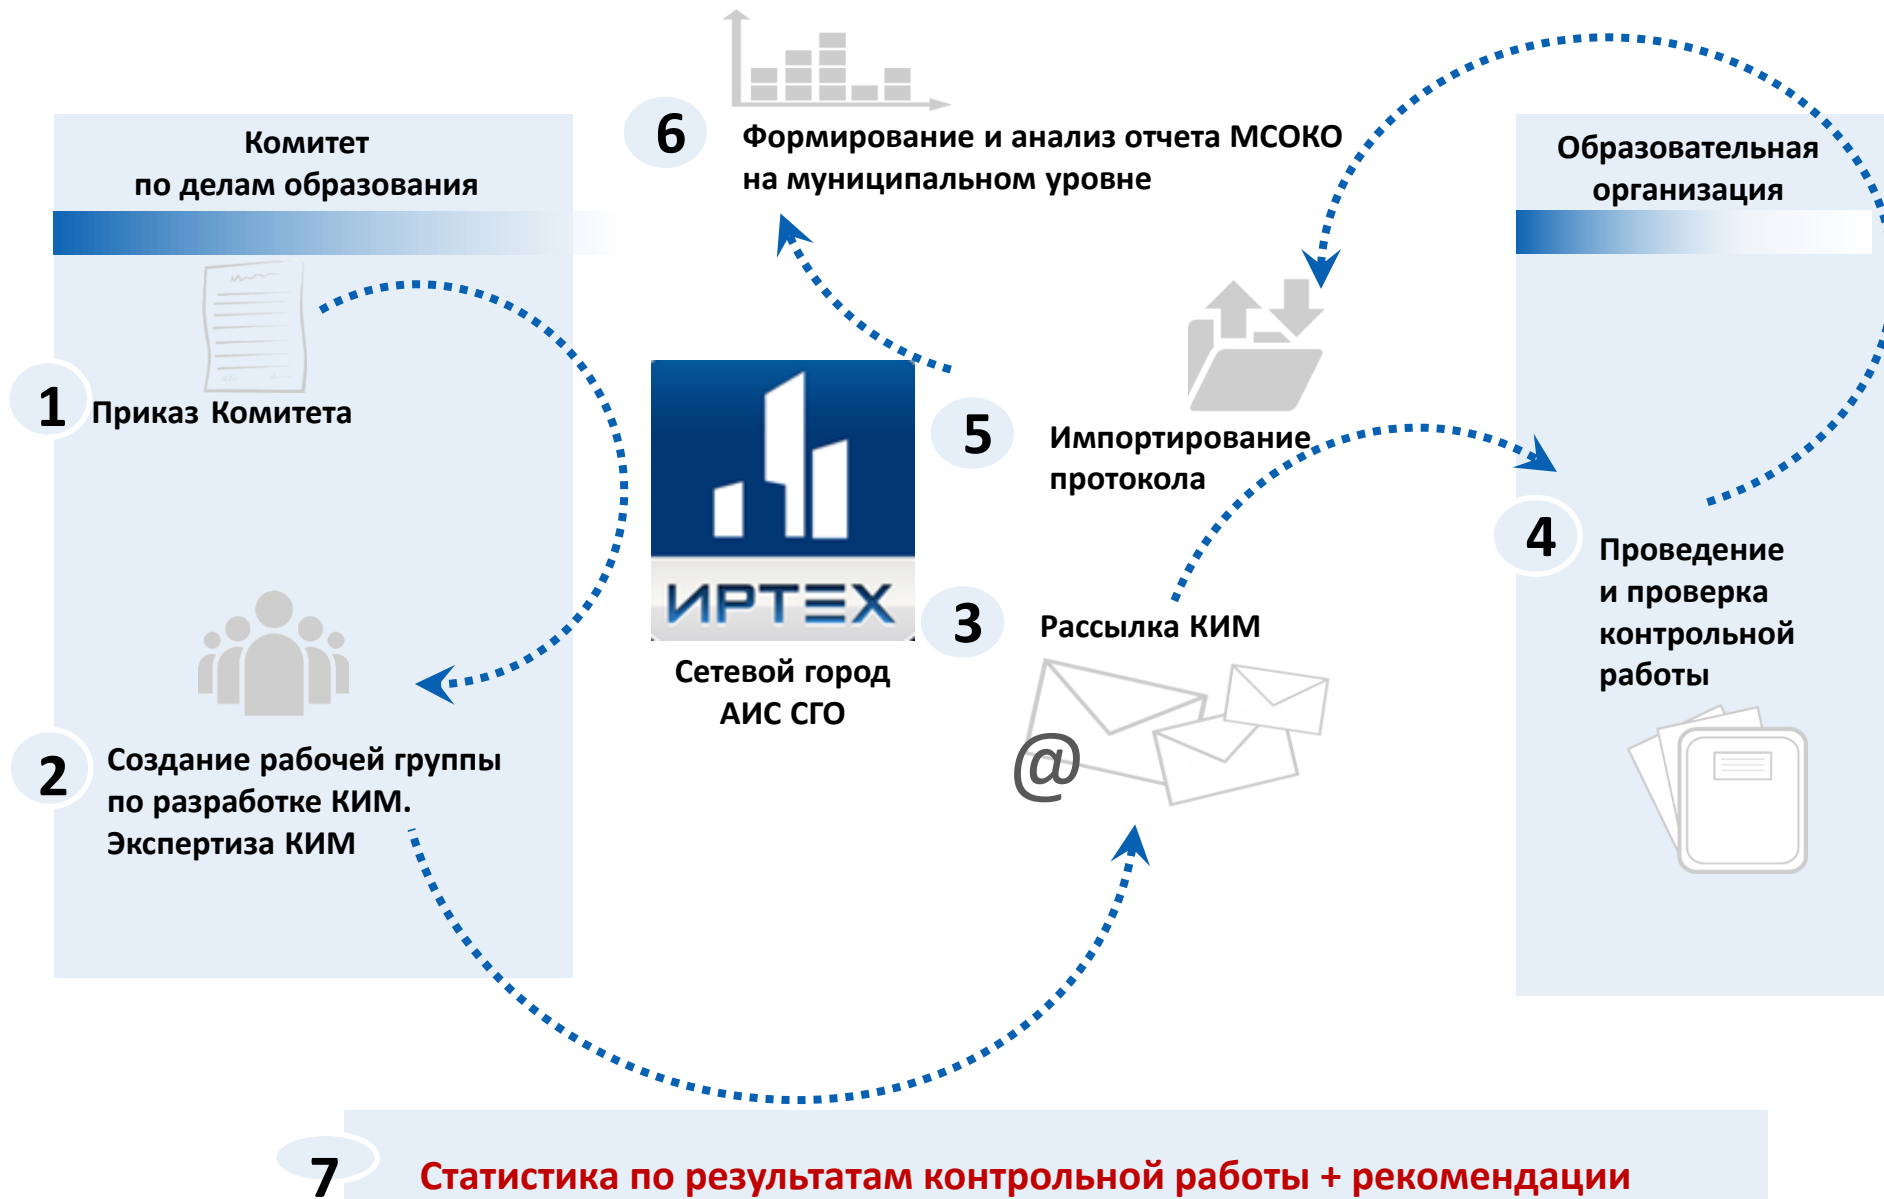 Комитет
по делам образования
1
Приказ Комитета
2
Создание рабочей группы
по разработке КИМ.
Экспертиза КИМ
6
Формирование и анализ отчета МСОКО
на муниципальном уровне
ИРТЕХ
Сетевой город
АИС СГО
5
Импортирование
протокола
3
Рассылка КИМ
@
Образовательная
организация
4
Проведение
и проверка
контрольной
работы
7
Статистика по результатам контрольной работы + рекомендации